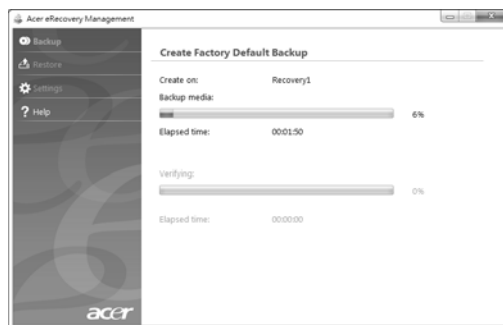 Acer eRecovery Management
Backup
Restore
Settings
Help
Create Factory Default Backup
Create on: Recovery1
Backup media:
6%
Elapsed time: 00:01:50
Verifying:
0%
Elapsed time: 00:00:00
acer